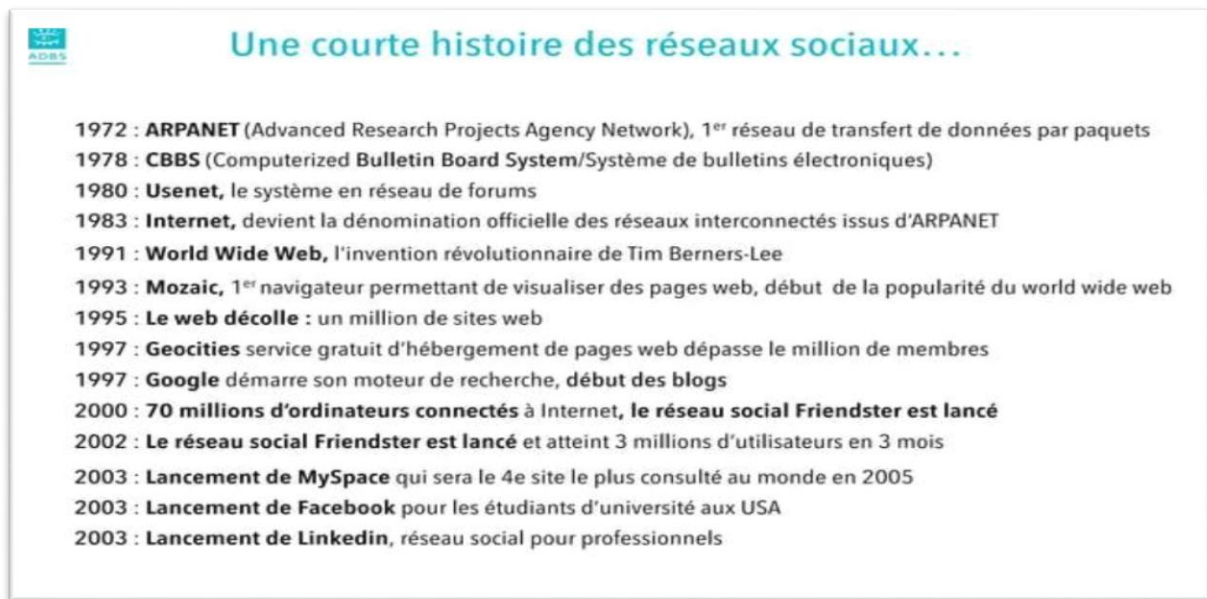 ADBS
Une courte histoire des réseaux sociaux...
1972 : ARPANET (Advanced Research Projects Agency Network), 1er réseau de transfert de données par paquets
1978 : CBBS (Computerized Bulletin Board System/Système de bulletins électroniques)
1980 : Usenet, le système en réseau de forums
1983 : Internet, devient la dénomination officielle des réseaux interconnectés issus d'ARPANET
1991 : World Wide Web, l'invention révolutionnaire de Tim Berners-Lee
1993 : Mozaic, 1er navigateur permettant de visualiser des pages web, début de la popularité du world wide web
1995 : Le web décolle : un million de sites web
1997 : Geocities service gratuit d'hébergement de pages web dépasse le million de membres
1997 : Google démarre son moteur de recherche, début des blogs
2000 : 70 millions d'ordinateurs connectés à Internet, le réseau social Friendster est lancé
2002 : Le réseau social Friendster est lancé et atteint 3 millions d'utilisateurs en 3 mois
2003 : Lancement de MySpace qui sera le 4e site le plus consulté au monde en 2005
2003 : Lancement de Facebook pour les étudiants d'université aux USA
2003 : Lancement de Linkedin, réseau social pour professionnels